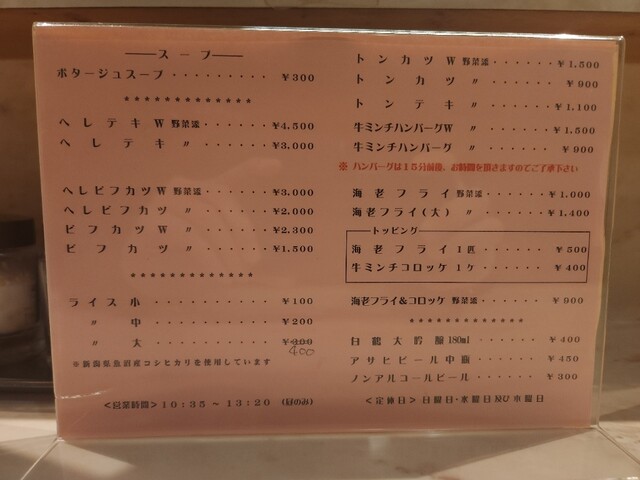 スープ
ポタージュスープ・・・・・・・・・¥300
＊＊＊＊＊＊＊＊＊＊＊＊
ヘレテキW 野菜添・・・・・・¥4,500
ヘレテキ 〃・・・・・・¥3,000
ヘレビフカツW 野菜添・・・・・・¥3,000
ヘレビフカツ 〃・・・・・・¥2,000
ビフカツW 〃・・・・・・¥2,300
ビフカツ 〃・・・・・・¥1,500
＊＊＊＊＊＊＊＊＊＊＊＊
ライス小・・・・・・・・・・¥100
〃 中・・・・・・・・・・¥200
〃 大・・・・・・・・・・¥300
400
※新潟県魚沼産コシヒカリを使用しています
<営業時間>10:35～13:20 (昼のみ)
トンカツW 野菜添・・・・・・¥1,500
トンカツ 〃・・・・・・¥900
トンテキ 〃・・・・・・¥1,100
牛ミンチハンバーグW 〃・・・・・・¥1,500
牛ミンチハンバーグ 〃・・・・・・¥900
※ ハンバーグは15分前後、お時間を頂きますのでご了承下さい
海老フライ 野菜添・・・・・・¥1,000
海老フライ(大) 〃・・・・・・¥1,400
トッピング
海老フライ1匹・・・・・・¥500
牛ミンチコロッケ1ケ・・・・・・¥400
海老フライ&コロッケ 野菜添・・・・・・¥900
＊＊＊＊＊＊＊＊＊＊＊＊
白鶴大吟醸 180ml・・・・・・¥400
アサヒビール中瓶・・・・・・¥450
ノンアルコールビール・・・・・・¥300
<定休日>日曜日・水曜日及び木曜日